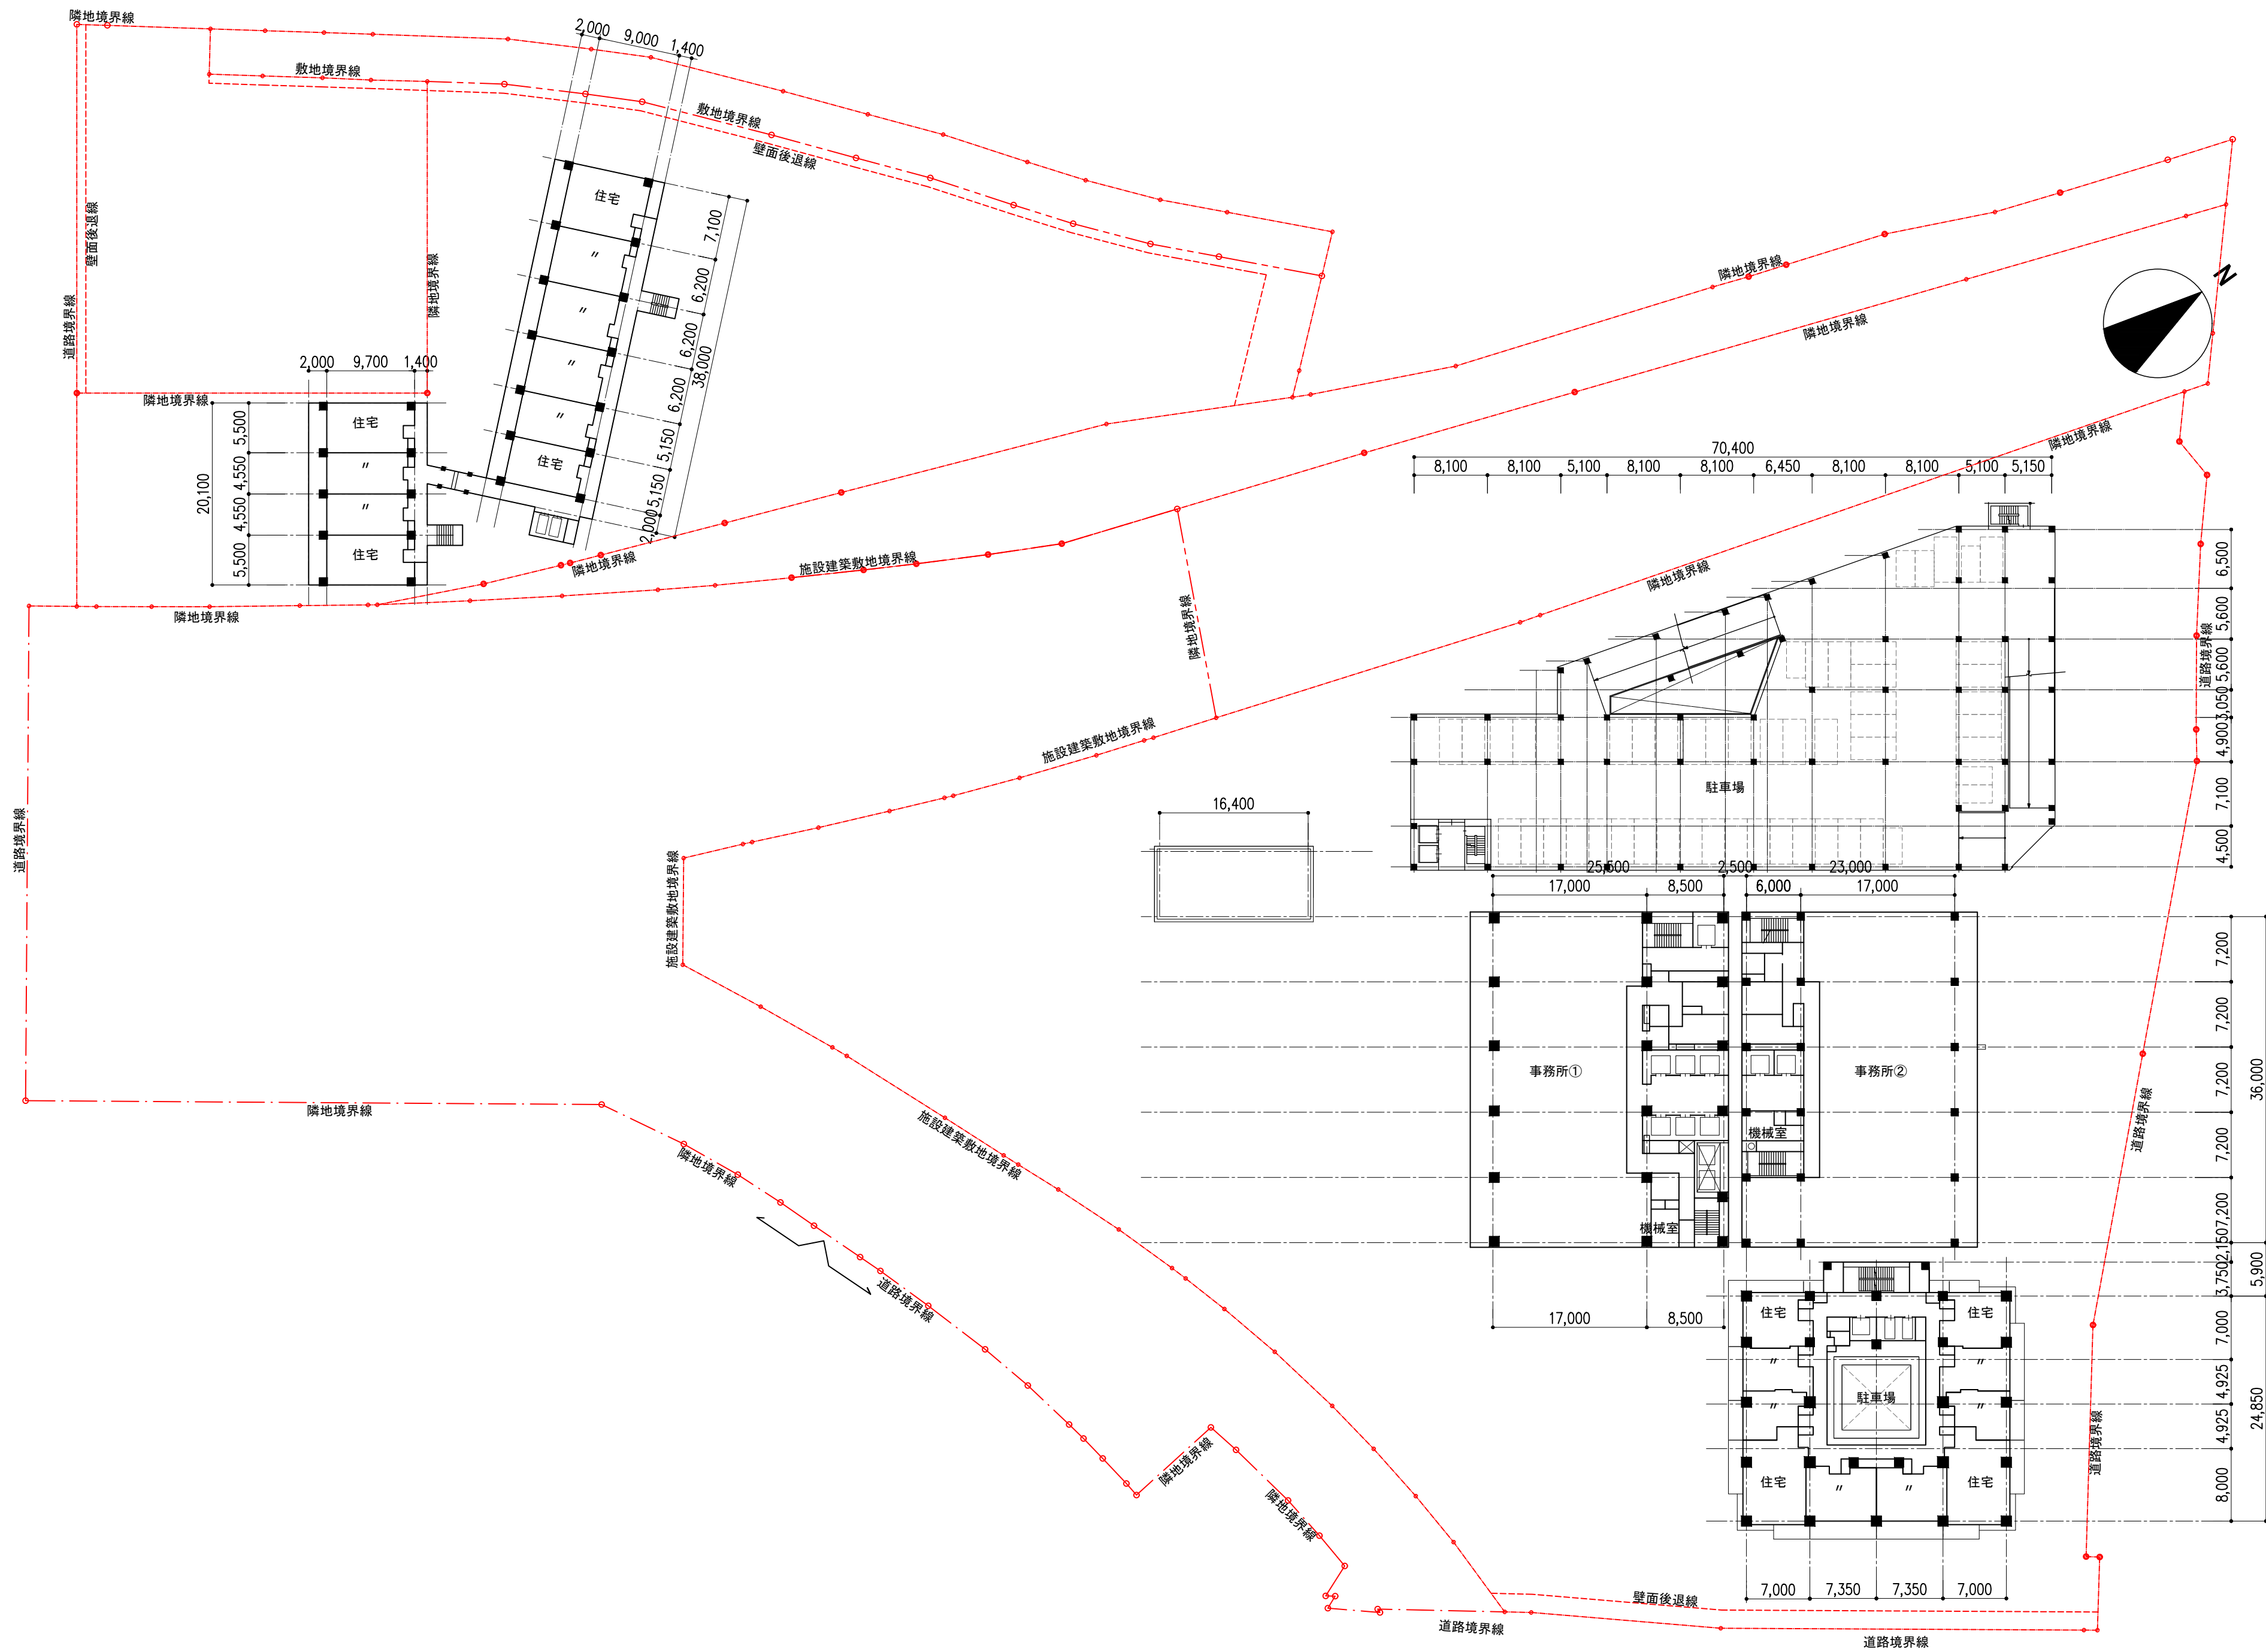 隣地境界線
敷地境界線
2,000
9,000
1,400
敷地境界線
壁面後退線
壁面後退線
道路境界線
隣地境界線
隣地境界線
住宅
〃
〃
〃
〃
住宅
7,100
6,200
6,200
6,200
5,150
5,150
2,000
38,000
2,000
9,700
1,400
5,500
4,550
4,550
5,500
20,100
住宅
〃
〃
住宅
隣地境界線
隣地境界線
施設建築敷地境界線
隣地境界線
隣地境界線
N
隣地境界線
隣地境界線
隣地境界線
70,400
8,100
8,100
5,100
8,100
8,100
6,450
8,100
8,100
5,100
5,150
6,500
5,600
5,600
3,050
4,900
7,100
4,500
道路境界線
駐車場
施設建築敷地境界線
施設建築敷地境界線
道路境界線
16,400
25,500
2,500
23,000
17,000
8,500
6,000
17,000
事務所①
事務所②
機械室
機械室
7,200
7,200
7,200
7,200
7,200
36,000
2,150
3,750
5,900
7,000
4,925
4,925
8,000
24,850
17,000
8,500
道路境界線
道路境界線
隣地境界線
隣地境界線
施設建築敷地境界線
道路境界線
隣地境界線
隣地境界線
住宅
住宅
〃
〃
駐車場
〃
〃
住宅
〃
〃
住宅
7,000
7,350
7,350
7,000
壁面後退線
道路境界線
道路境界線